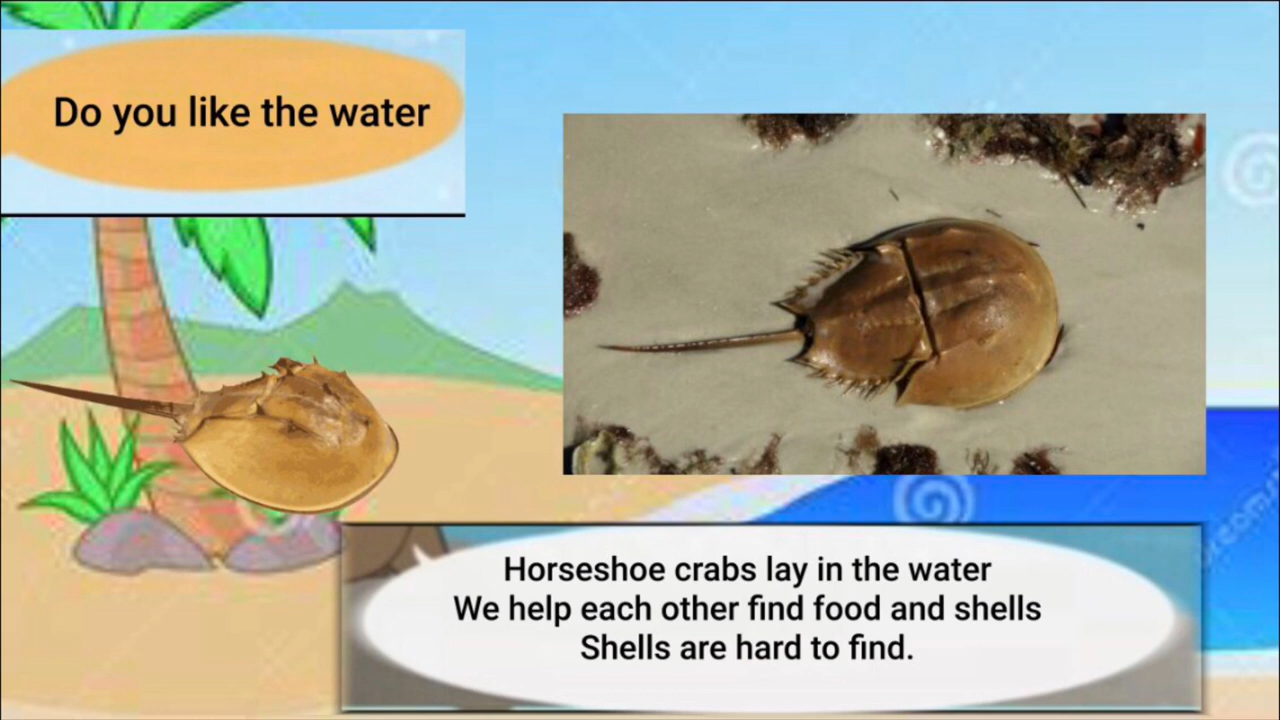 Do you like the water
Horseshoe crabs lay in the water
We help each other find food and shells
Shells are hard to find.